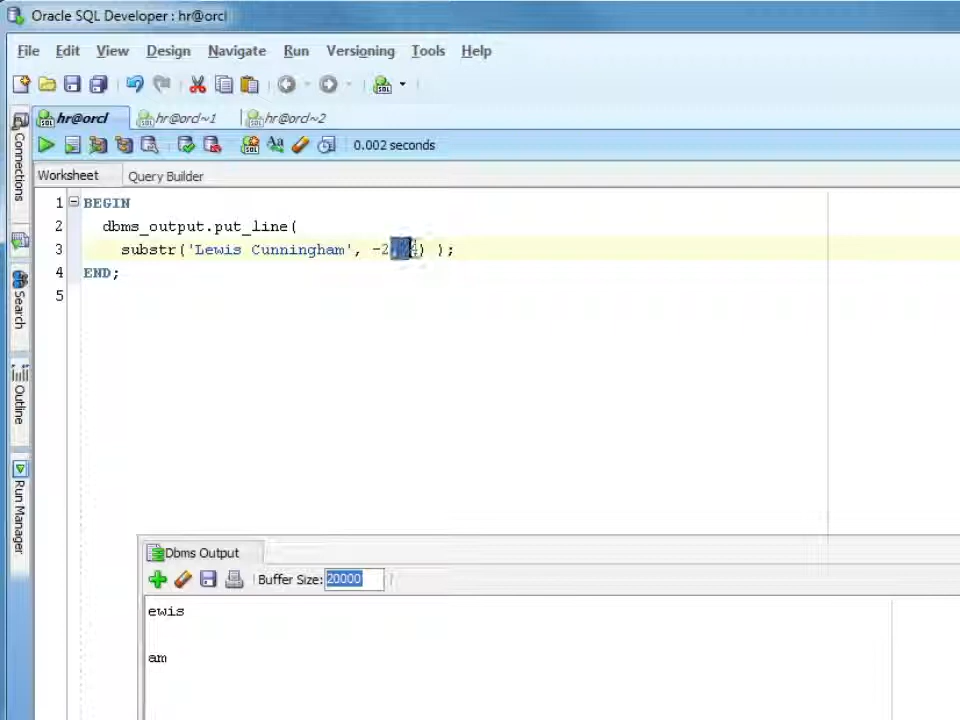 Oracle SQL Developer : hr@orcl
File Edit View Design Navigate Run Versioning Tools Help
hr@orcl hr@orcl~1 hr@orcl~2
0.002 seconds
Worksheet Query Builder
1 BEGIN
2 dbms_output.put_line(
3 substr('Lewis Cunningham', -2 ) );
4 END;
5
Connections
Search
Outline
Run Manager
Dbms Output
Buffer Size: 20000
ewis
am